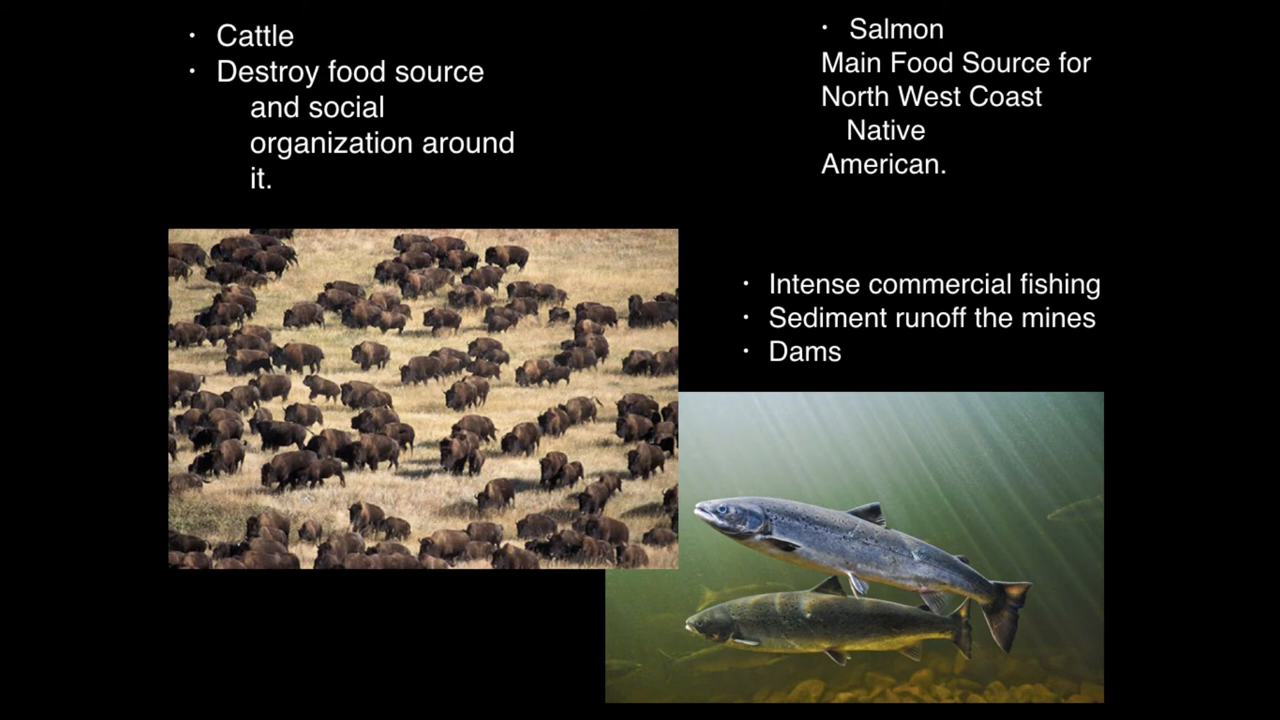 • Cattle
• Destroy food source
and social
organization around
it.
• Salmon
Main Food Source for
North West Coast
Native
American.
• Intense commercial fishing
• Sediment runoff the mines
• Dams